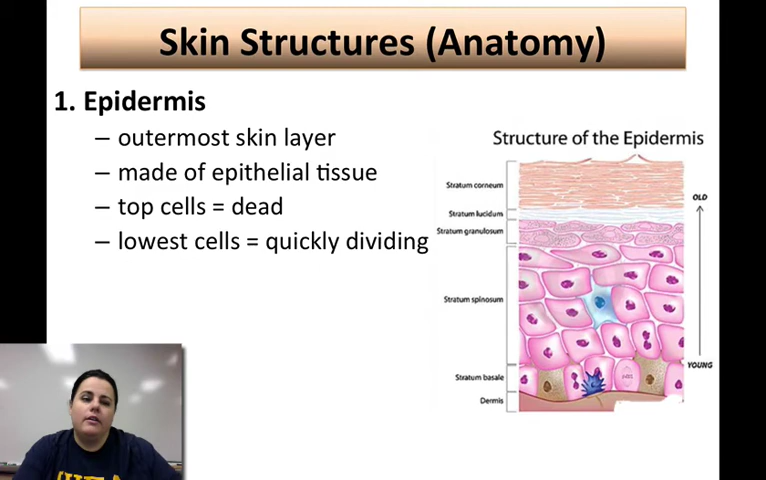 Skin Structures (Anatomy)
1. Epidermis
– outermost skin layer
– made of epithelial tissue
– top cells = dead
– lowest cells = quickly dividing
Structure of the Epidermis
Stratum corneum
Stratum lucidum
Stratum granulosum
Stratum spinosum
Stratum basale
Dermis
OLD
YOUNG